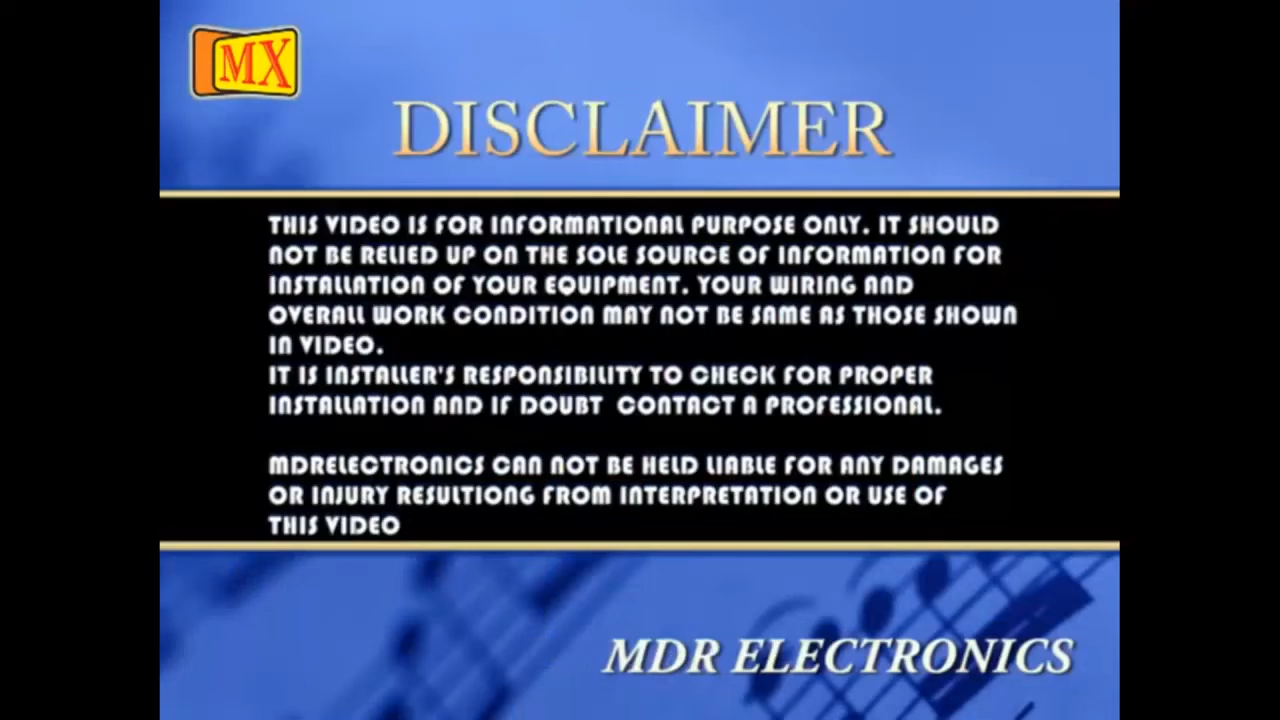 MX
DISCLAIMER
THIS VIDEO IS FOR INFORMATIONAL PURPOSE ONLY. IT SHOULD
NOT BE RELIED UP ON THE SOLE SOURCE OF INFORMATION FOR
INSTALLATION OF YOUR EQUIPMENT. YOUR WIRING AND
OVERALL WORK CONDITION MAY NOT BE SAME AS THOSE SHOWN
IN VIDEO.
IT IS INSTALLER'S RESPONSIBILITY TO CHECK FOR PROPER
INSTALLATION AND IF DOUBT  CONTACT A PROFESSIONAL.
MDRELECTRONICS CAN NOT BE HELD LIABLE FOR ANY DAMAGES
OR INJURY RESULTIONG FROM INTERPRETATION OR USE OF
THIS VIDEO
MDR ELECTRONICS